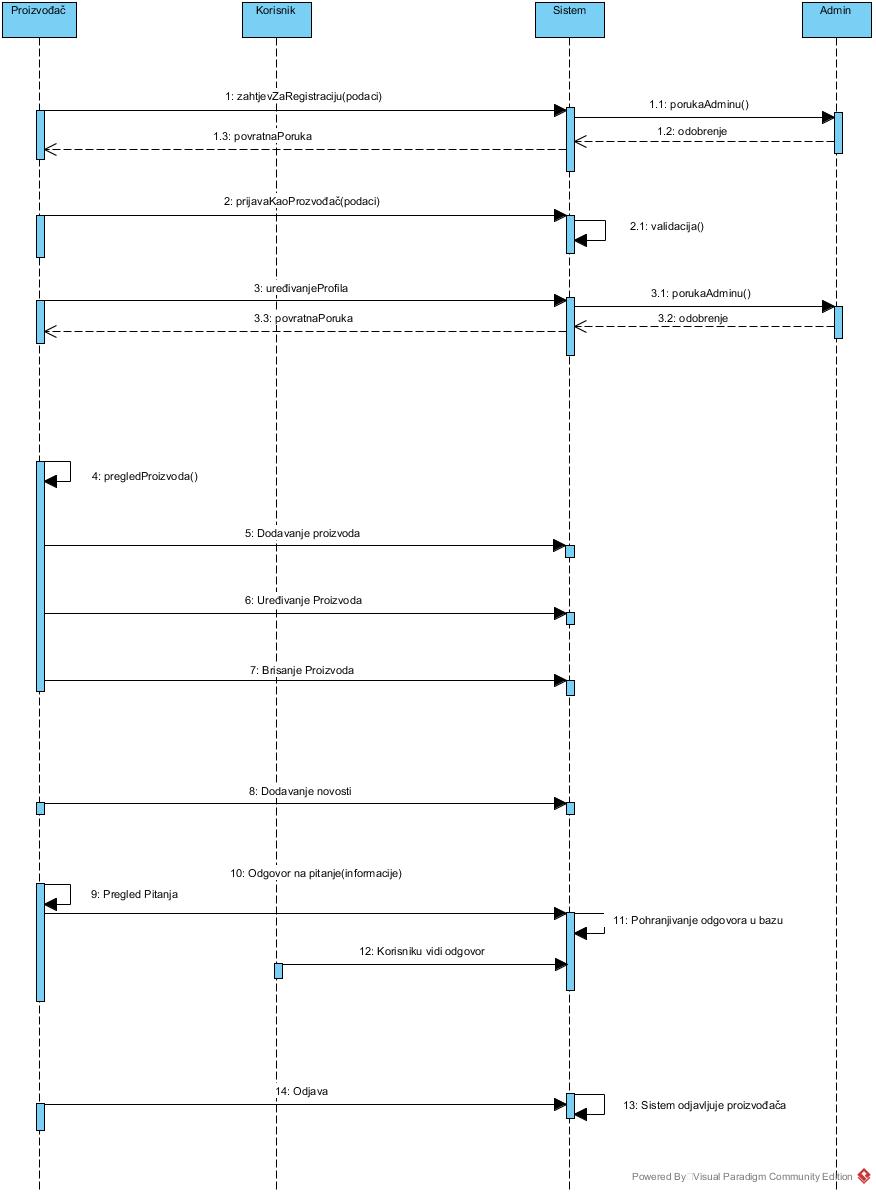 Proizvođač
Korisnik
Sistem
Admin
1: zahtjevZaRegistraciju(podaci)
1.1: porukaAdminu()
1.2: odobrenje
1.3: povratnaPoruka
2: prijavaKaoProzvođač(podaci)
2.1: validacija()
3: uređivanjeProfila
3.1: porukaAdminu()
3.2: odobrenje
3.3: povratnaPoruka
4: pregledProizvoda()
5: Dodavanje proizvoda
6: Uređivanje Proizvoda
7: Brisanje Proizvoda
8: Dodavanje novosti
10: Odgovor na pitanje(informacije)
9: Pregled Pitanja
11: Pohranjivanje odgovora u bazu
12: Korisniku vidi odgovor
14: Odjava
13: Sistem odjavljuje proizvođača
Powered By Visual Paradigm Community Edition